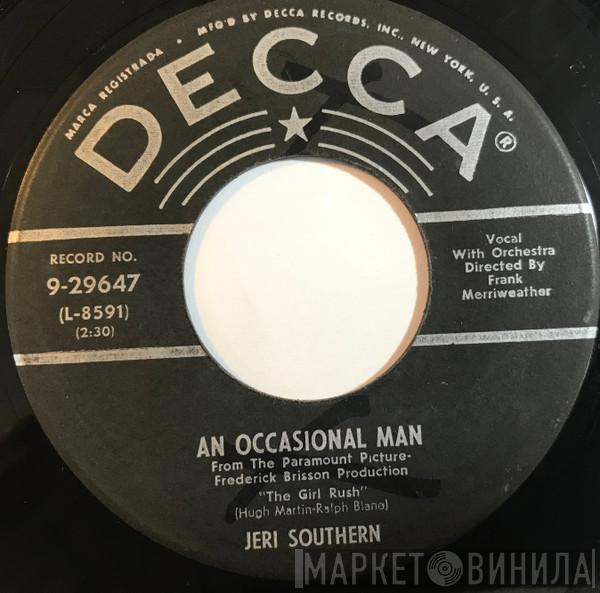 MARCA REGISTRADA • MFG'D BY DECCA RECORDS, INC., NEW YORK, U. S. A.
DECCA®
RECORD NO.
9-29647
(L-8591)
(2:30)
Vocal
With Orchestra
Directed By
Frank
Merriweather
AN OCCASIONAL MAN
From The Paramount Picture-
Frederick Brisson Production
"The Girl Rush"
(Hugh Martin-Ralph Blane)
JERI SOUTHERN
МАРКЕТ ВИНИЛА